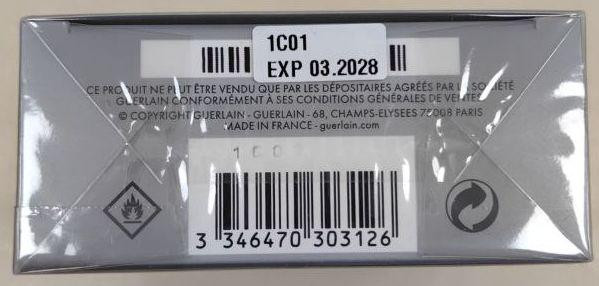 1C01
EXP 03.2028
CE PRODUIT NE PEUT ÊTRE VENDU QUE PAR LES DÉPOSITAIRES AGRÉÉS PAR LA SOCIÉTÉ
GUERLAIN CONFORMÉMENT À SES CONDITIONS GÉNÉRALES DE VENTES
© COPYRIGHT GUERLAIN - GUERLAIN - 68, CHAMPS-ELYSEES 75008 PARIS
MADE IN FRANCE - guerlain.com
3 346470 303126